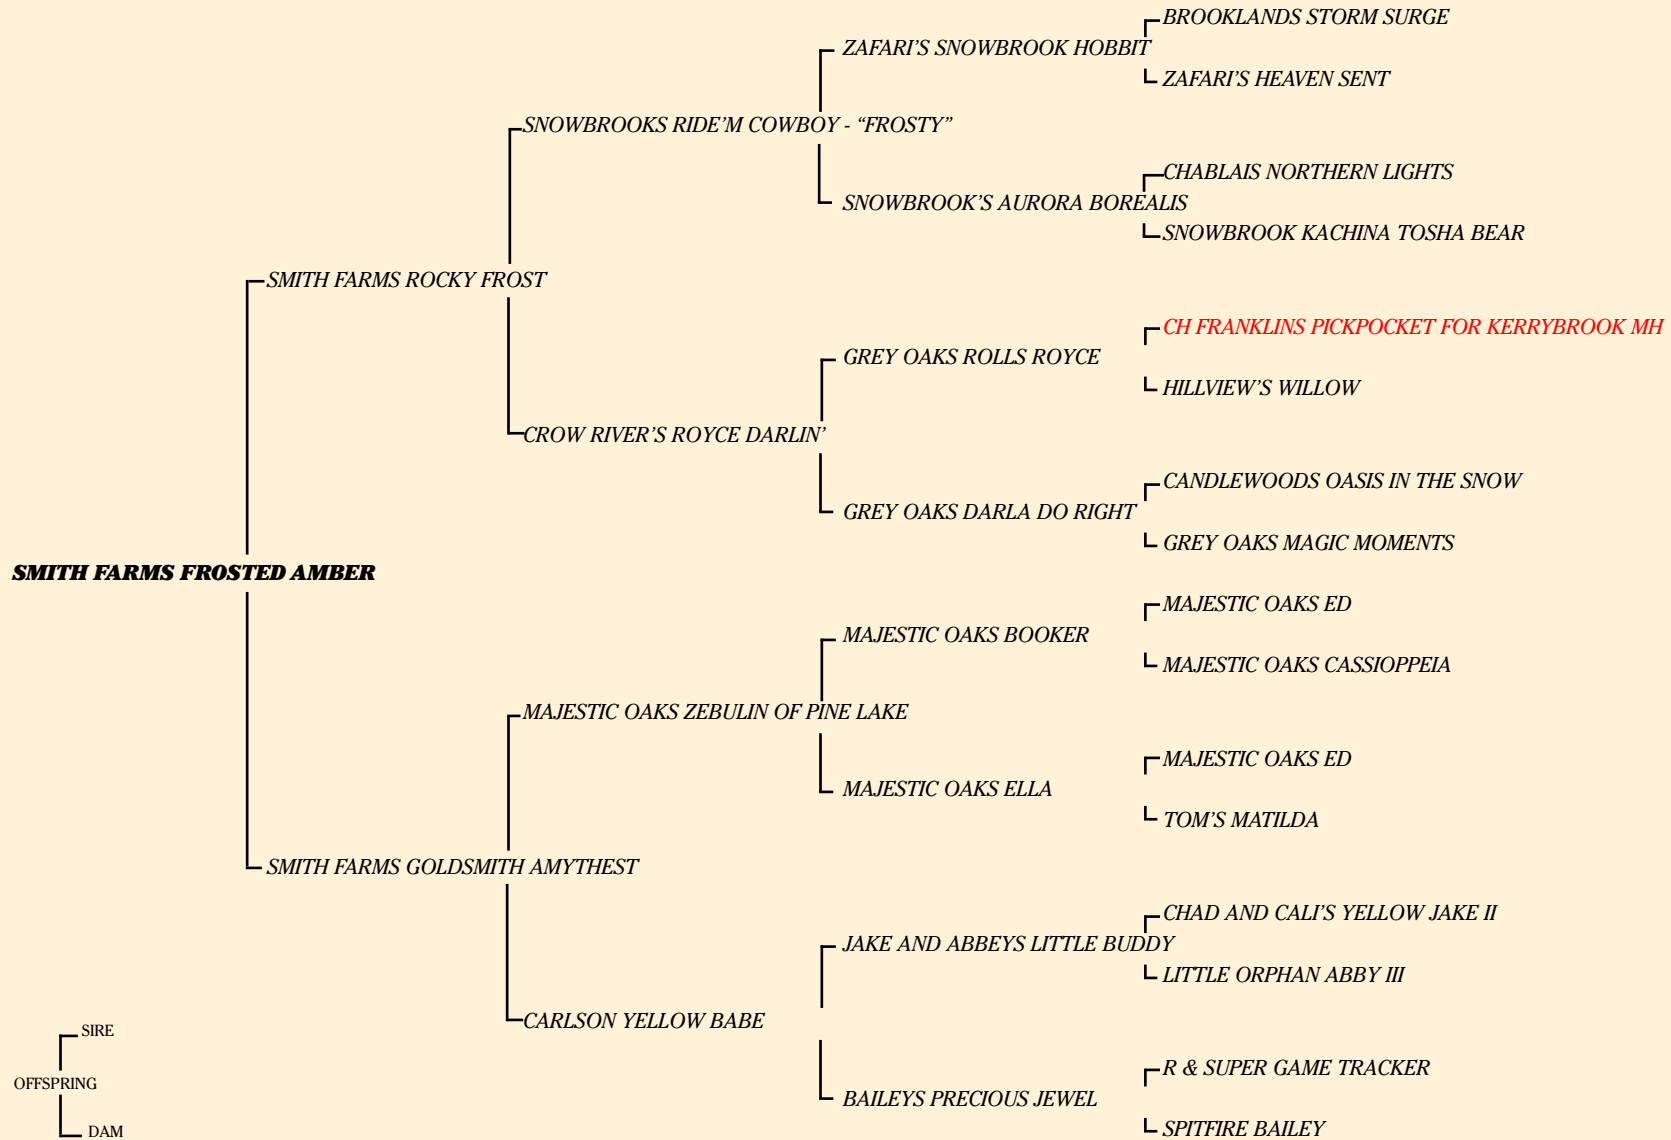 BROOKLANDS STORM SURGE
ZAFARI'S SNOWBROOK HOBBIT
ZAFARI'S HEAVEN SENT
SNOWBROOKS RIDE'M COWBOY - “FROSTY”
CHABLAIS NORTHERN LIGHTS
SNOWBROOK'S AURORA BOREALIS
SNOWBROOK KACHINA TOSHA BEAR
SMITH FARMS ROCKY FROST
CH FRANKLINS PICKPOCKET FOR KERRYBROOK MH
GREY OAKS ROLLS ROYCE
HILLVIEW'S WILLOW
CROW RIVER'S ROYCE DARLIN'
CANDLEWOODS OASIS IN THE SNOW
GREY OAKS DARLA DO RIGHT
GREY OAKS MAGIC MOMENTS
SMITH FARMS FROSTED AMBER
MAJESTIC OAKS ED
MAJESTIC OAKS BOOKER
MAJESTIC OAKS CASSIOPPEIA
MAJESTIC OAKS ZEBULIN OF PINE LAKE
MAJESTIC OAKS ED
MAJESTIC OAKS ELLA
TOM'S MATILDA
SMITH FARMS GOLDSMITH AMYTHEST
CHAD AND CALI'S YELLOW JAKE II
JAKE AND ABBEYS LITTLE BUDDY
LITTLE ORPHAN ABBY III
CARLSON YELLOW BABE
R & SUPER GAME TRACKER
BAILEYS PRECIOUS JEWEL
SPITFIRE BAILEY
SIRE
OFFSPRING
DAM